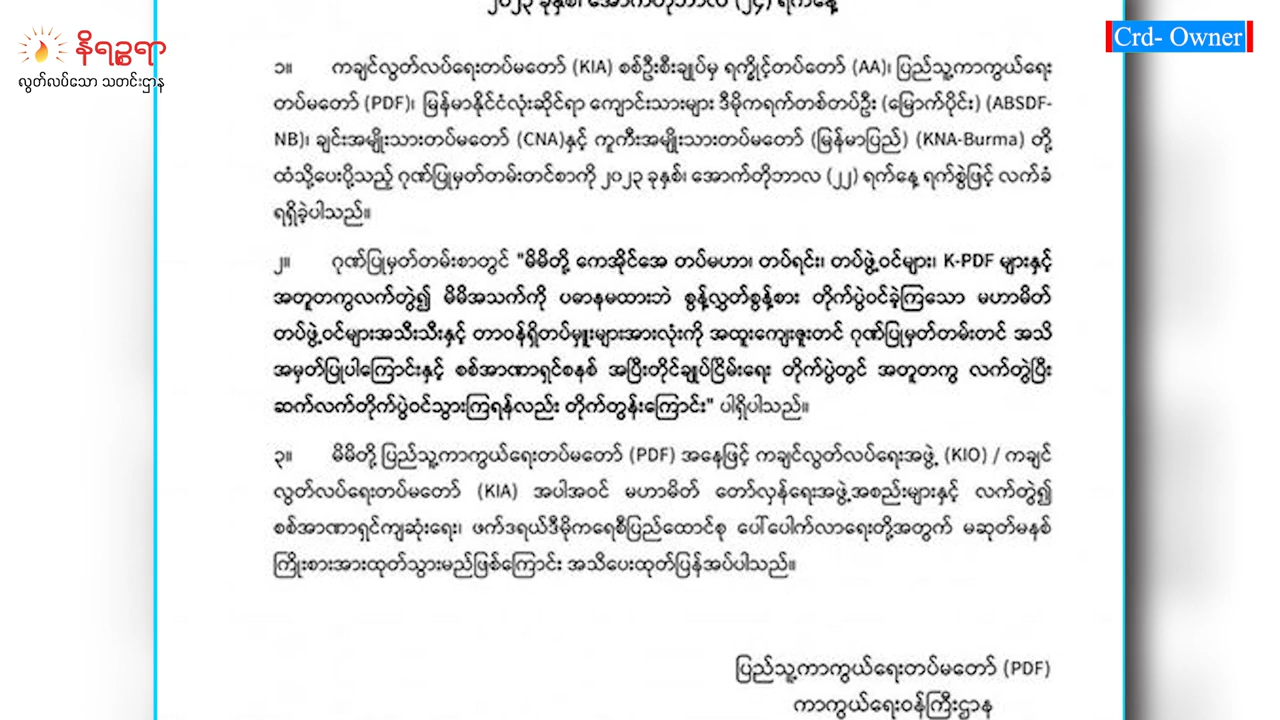 ၂၀၂၃ ခုနှစ်၊ အောက်တိုဘာလ (၂၄) ရက်နေ့
နိရဉ္စရာ
လွတ်လပ်သော သတင်းဌာန
Crd- Owner
၁။ ကချင်လွတ်လပ်ရေးတပ်မတော် (KIA) စစ်ဦးစီးချုပ်မှ ရက္ခိုင့်တပ်တော် (AA)၊ ပြည်သူ့ကာကွယ်ရေး
တပ်မတော် (PDF)၊ မြန်မာနိုင်ငံလုံးဆိုင်ရာ ကျောင်းသားများ ဒီမိုကရက်တစ်တပ်ဦး (မြောက်ပိုင်း) (ABSDF-
NB)၊ ချင်းအမျိုးသားတပ်မတော် (CNA)နှင့် ကူကီးအမျိုးသားတပ်မတော် (မြန်မာပြည်) (KNA-Burma) တို့
ထံသို့ပေးပို့သည့် ဂုဏ်ပြုမှတ်တမ်းတင်စာကို ၂၀၂၃ ခုနှစ်၊ အောက်တိုဘာလ (၂၂) ရက်နေ့ ရက်စွဲဖြင့် လက်ခံ
ရရှိခဲ့ပါသည်။
၂။ ဂုဏ်ပြုမှတ်တမ်းစာတွင် "မိမိတို့ ကေအိုင်အေ တပ်မဟာ၊ တပ်ရင်း၊ တပ်ဖွဲ့ဝင်များ၊ K-PDF များနှင့်
အတူတကွလက်တွဲ၍ မိမိအသက်ကို ပဓာနမထားဘဲ စွန့်လွှတ်စွန့်စား တိုက်ပွဲဝင်ခဲ့ကြသော မဟာမိတ်
တပ်ဖွဲ့ဝင်များအသီးသီးနှင့် တာဝန်ရှိတပ်မှူးများအားလုံးကို အထူးကျေးဇူးတင် ဂုဏ်ပြုမှတ်တမ်းတင် အသိ
အမှတ်ပြုပါကြောင်းနှင့် စစ်အာဏာရှင်စနစ် အပြီးတိုင်ချုပ်ငြိမ်းရေး တိုက်ပွဲတွင် အတူတကွ လက်တွဲပြီး
ဆက်လက်တိုက်ပွဲဝင်သွားကြရန်လည်း တိုက်တွန်းကြောင်း" ပါရှိပါသည်။
၃။ မိမိတို့ ပြည်သူ့ကာကွယ်ရေးတပ်မတော် (PDF) အနေဖြင့် ကချင်လွတ်လပ်ရေးအဖွဲ့ (KIO) / ကချင်
လွတ်လပ်ရေးတပ်မတော် (KIA) အပါအဝင် မဟာမိတ် တော်လှန်ရေးအဖွဲ့အစည်းများနှင့် လက်တွဲ၍
စစ်အာဏာရှင်ကျဆုံးရေး၊ ဖက်ဒရယ်ဒီမိုကရေစီပြည်ထောင်စု ပေါ်ပေါက်လာရေးတို့အတွက် မဆုတ်မနစ်
ကြိုးစားအားထုတ်သွားမည်ဖြစ်ကြောင်း အသိပေးထုတ်ပြန်အပ်ပါသည်။
ပြည်သူ့ကာကွယ်ရေးတပ်မတော် (PDF)
ကာကွယ်ရေးဝန်ကြီးဌာန